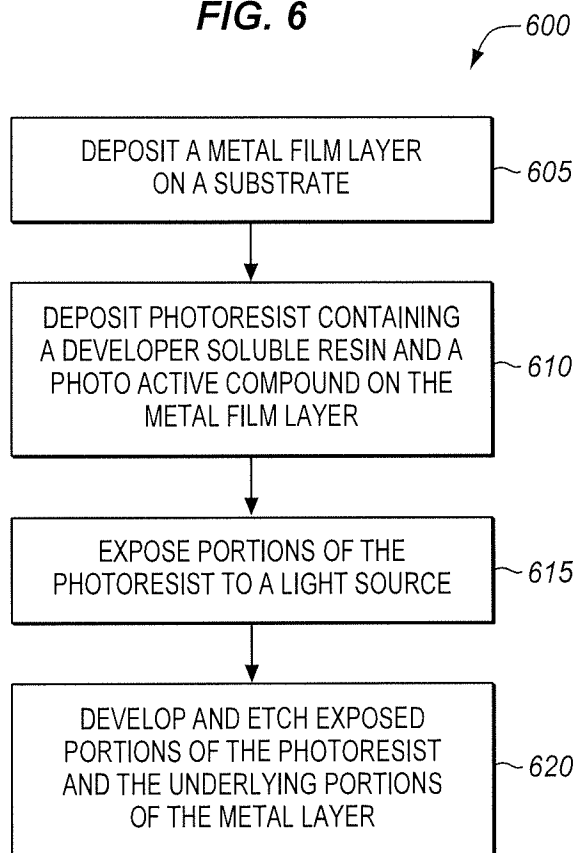 FIG. 6
600
DEPOSIT A METAL FILM LAYER
ON A SUBSTRATE
605
DEPOSIT PHOTORESIST CONTAINING
A DEVELOPER SOLUBLE RESIN AND A
PHOTO ACTIVE COMPOUND ON THE
METAL FILM LAYER
610
EXPOSE PORTIONS OF THE
PHOTORESIST TO A LIGHT SOURCE
615
DEVELOP AND ETCH EXPOSED
PORTIONS OF THE PHOTORESIST
AND THE UNDERLYING PORTIONS
OF THE METAL LAYER
620